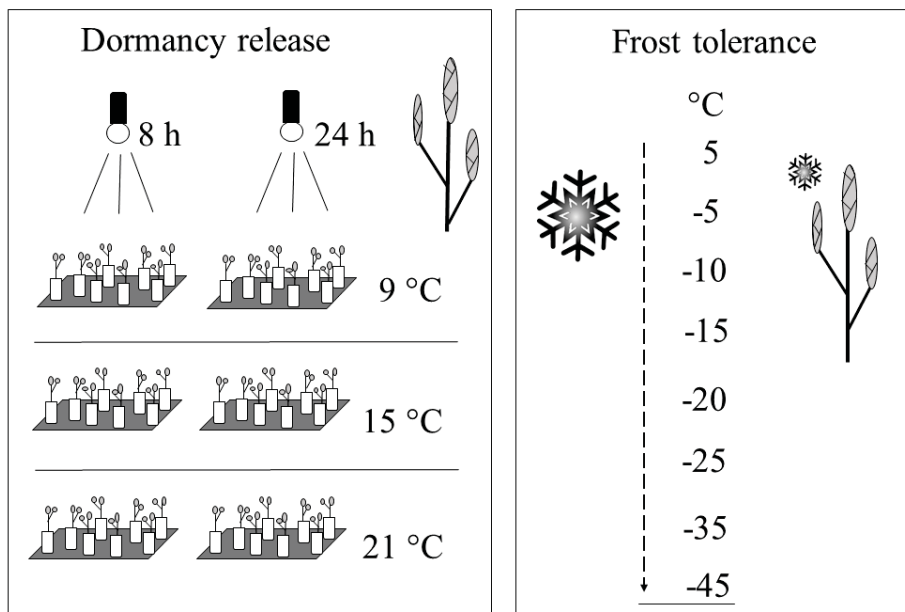 Dormancy release
8 h
24 h
9 °C
15 °C
21 °C
Frost tolerance
°C
5
-5
-10
-15
-20
-25
-35
-45